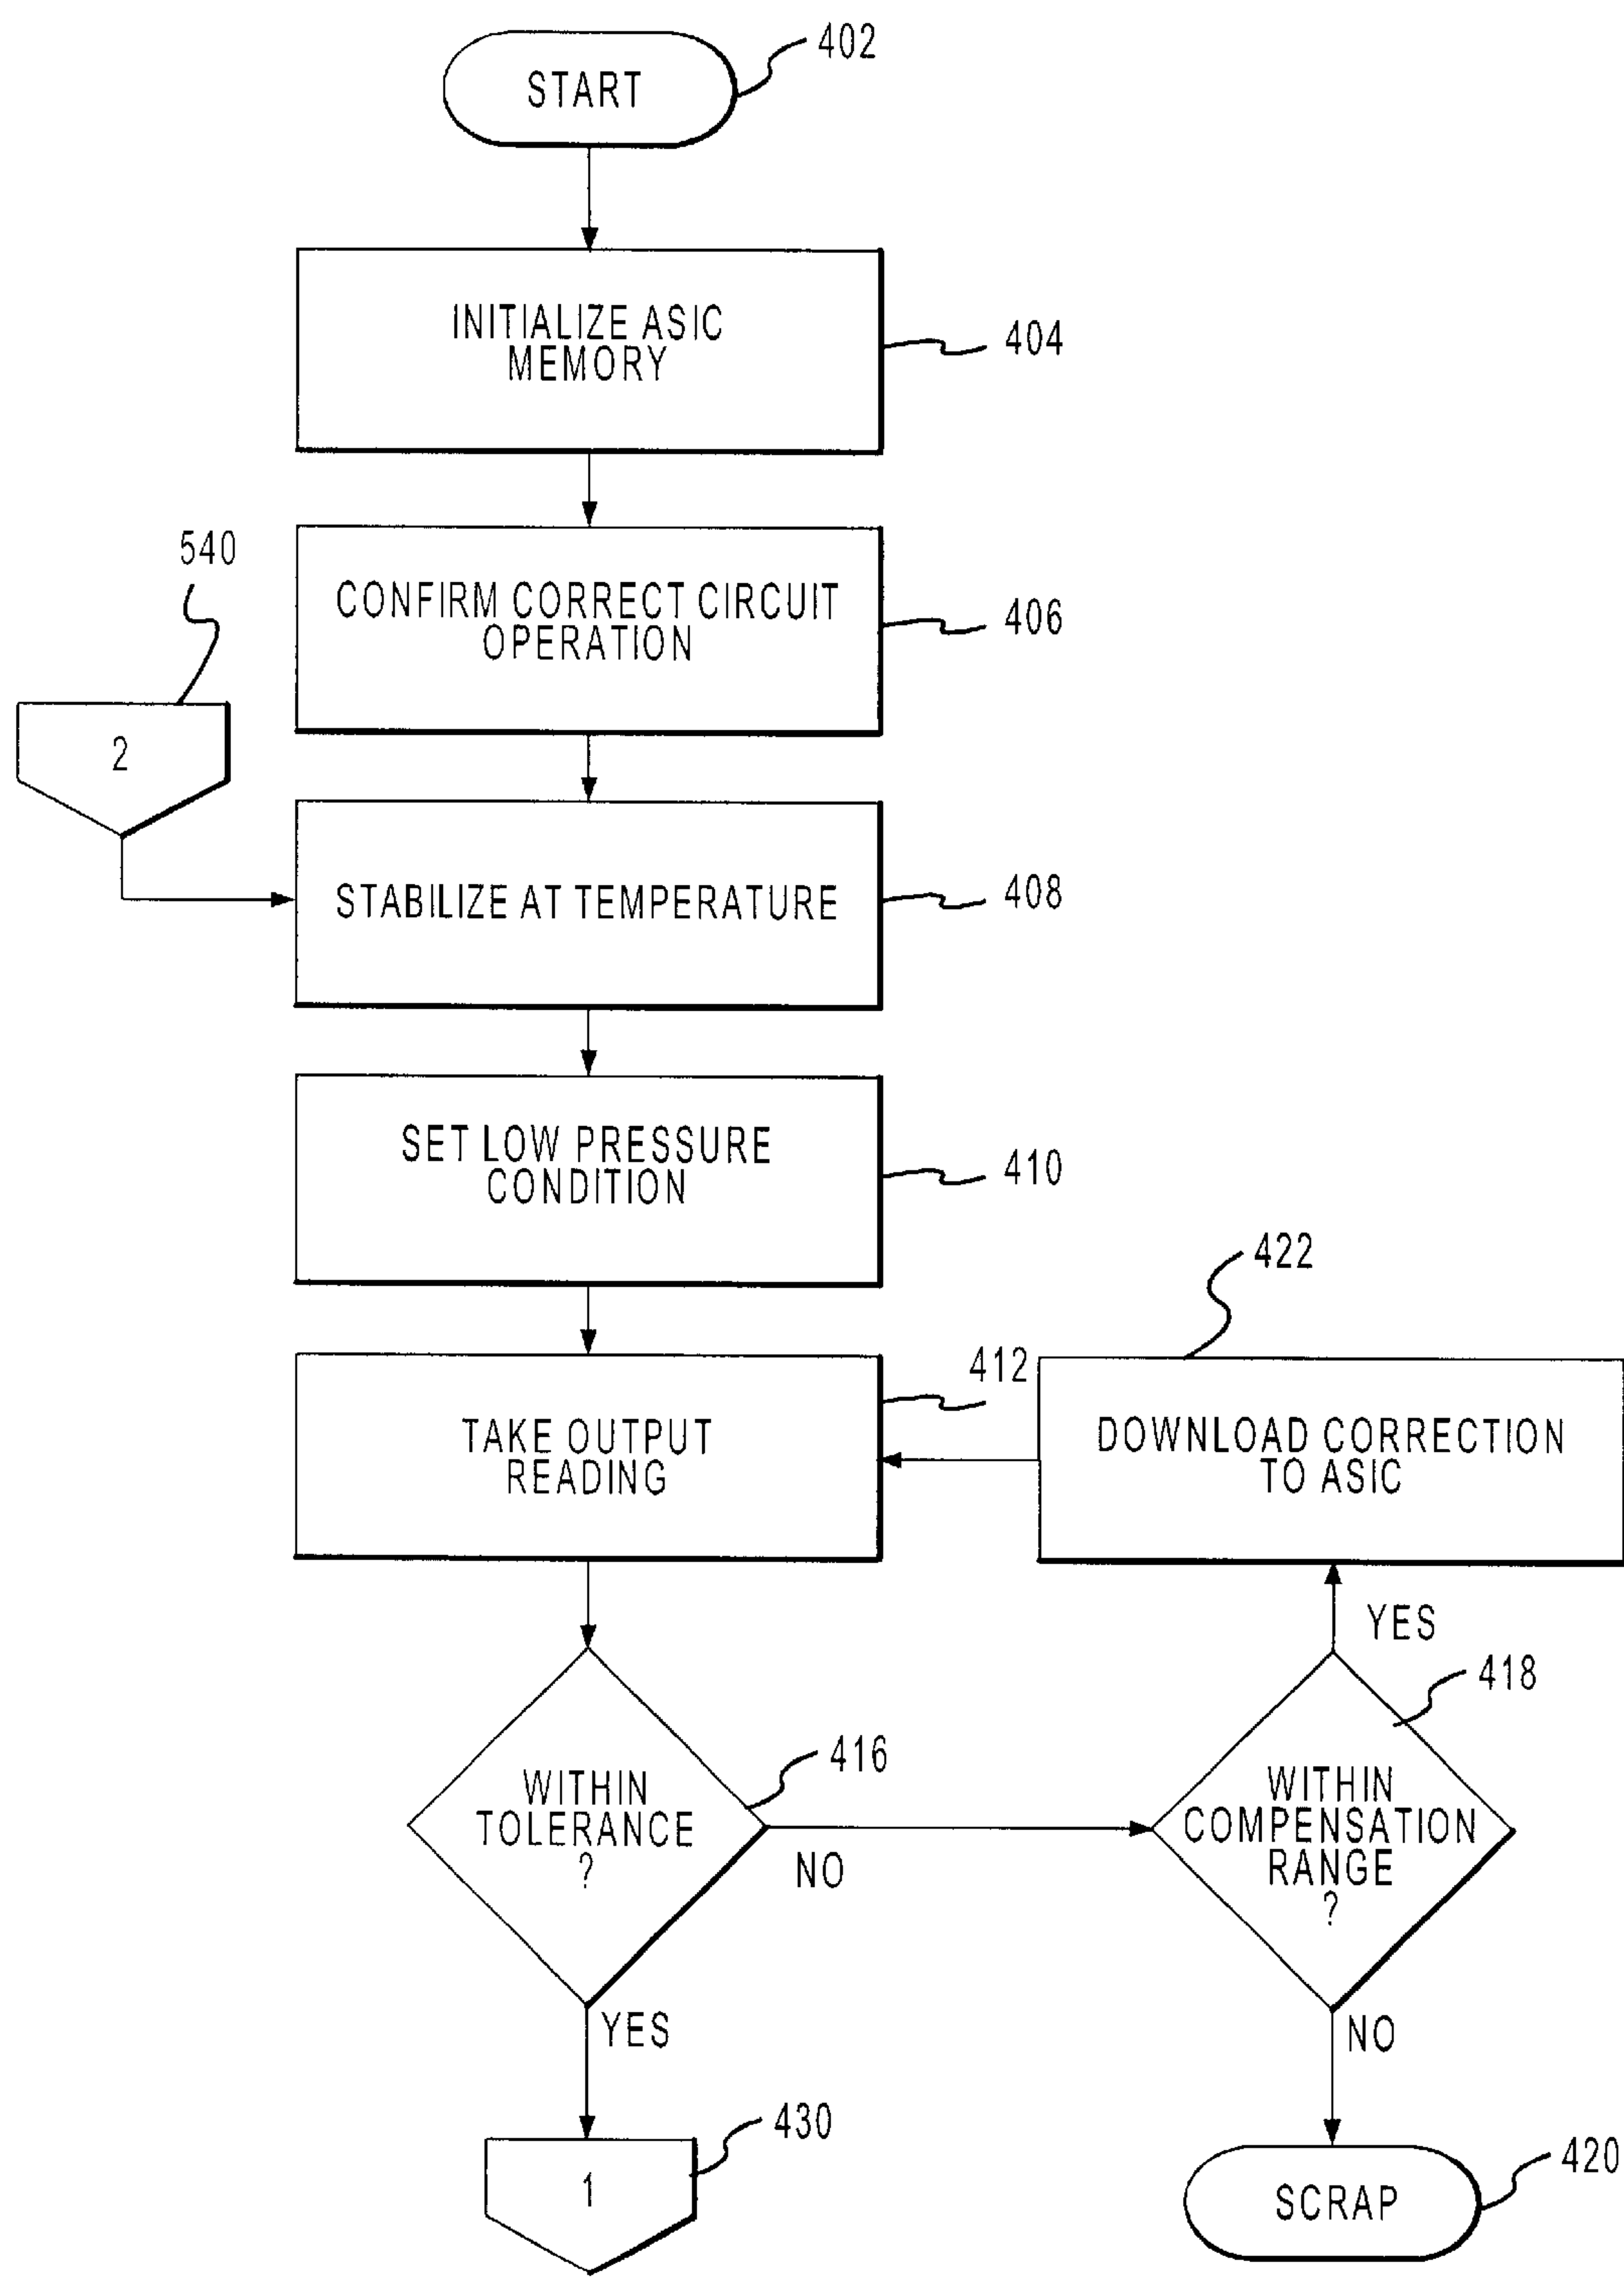 402
START
INITIALIZE ASIC
MEMORY
404
540
CONFIRM CORRECT CIRCUIT
OPERATION
406
2
STABILIZE AT TEMPERATURE
408
SET LOW PRESSURE
CONDITION
410
422
412
TAKE OUTPUT
READING
DOWNLOAD CORRECTION
TO ASIC
YES
418
416
WITHIN
TOLERANCE
?
NO
WITHIN
COMPENSATION
RANGE
?
YES
NO
430
1
420
SCRAP